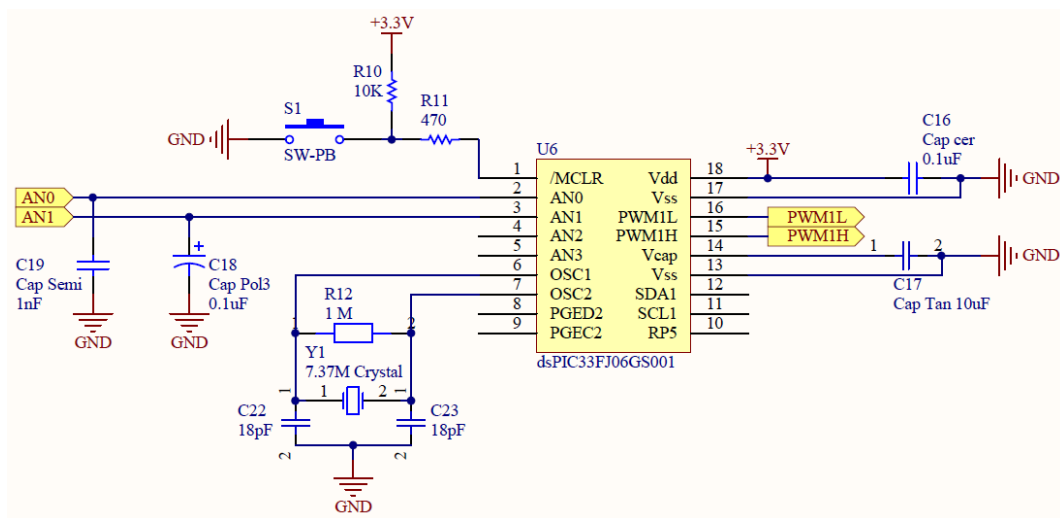 +3.3V
R10
10K
R11
470
S1
SW-PB
GND
U6
+3.3V
C16
Cap cer
0.1uF
GND
AN0
AN1
1 /MCLR Vdd 18
2 AN0 Vss 17
3 AN1 PWM1L 16
4 AN2 PWM1H 15
5 AN3 Vcap 14
6 OSC1 Vss 13
7 OSC2 SDA1 12
8 PGED2 SCL1 11
9 PGEC2 RP5 10
dsPIC33FJ06GS001
PWM1L
PWM1H
1 2
GND
C17
Cap Tan 10uF
C19
Cap Semi
1nF
GND
C18
Cap Pol3
0.1uF
GND
R12
1 M
1 2
Y1
7.37M Crystal
1 2
1 1
C22
18pF
C23
18pF
2 2
GND